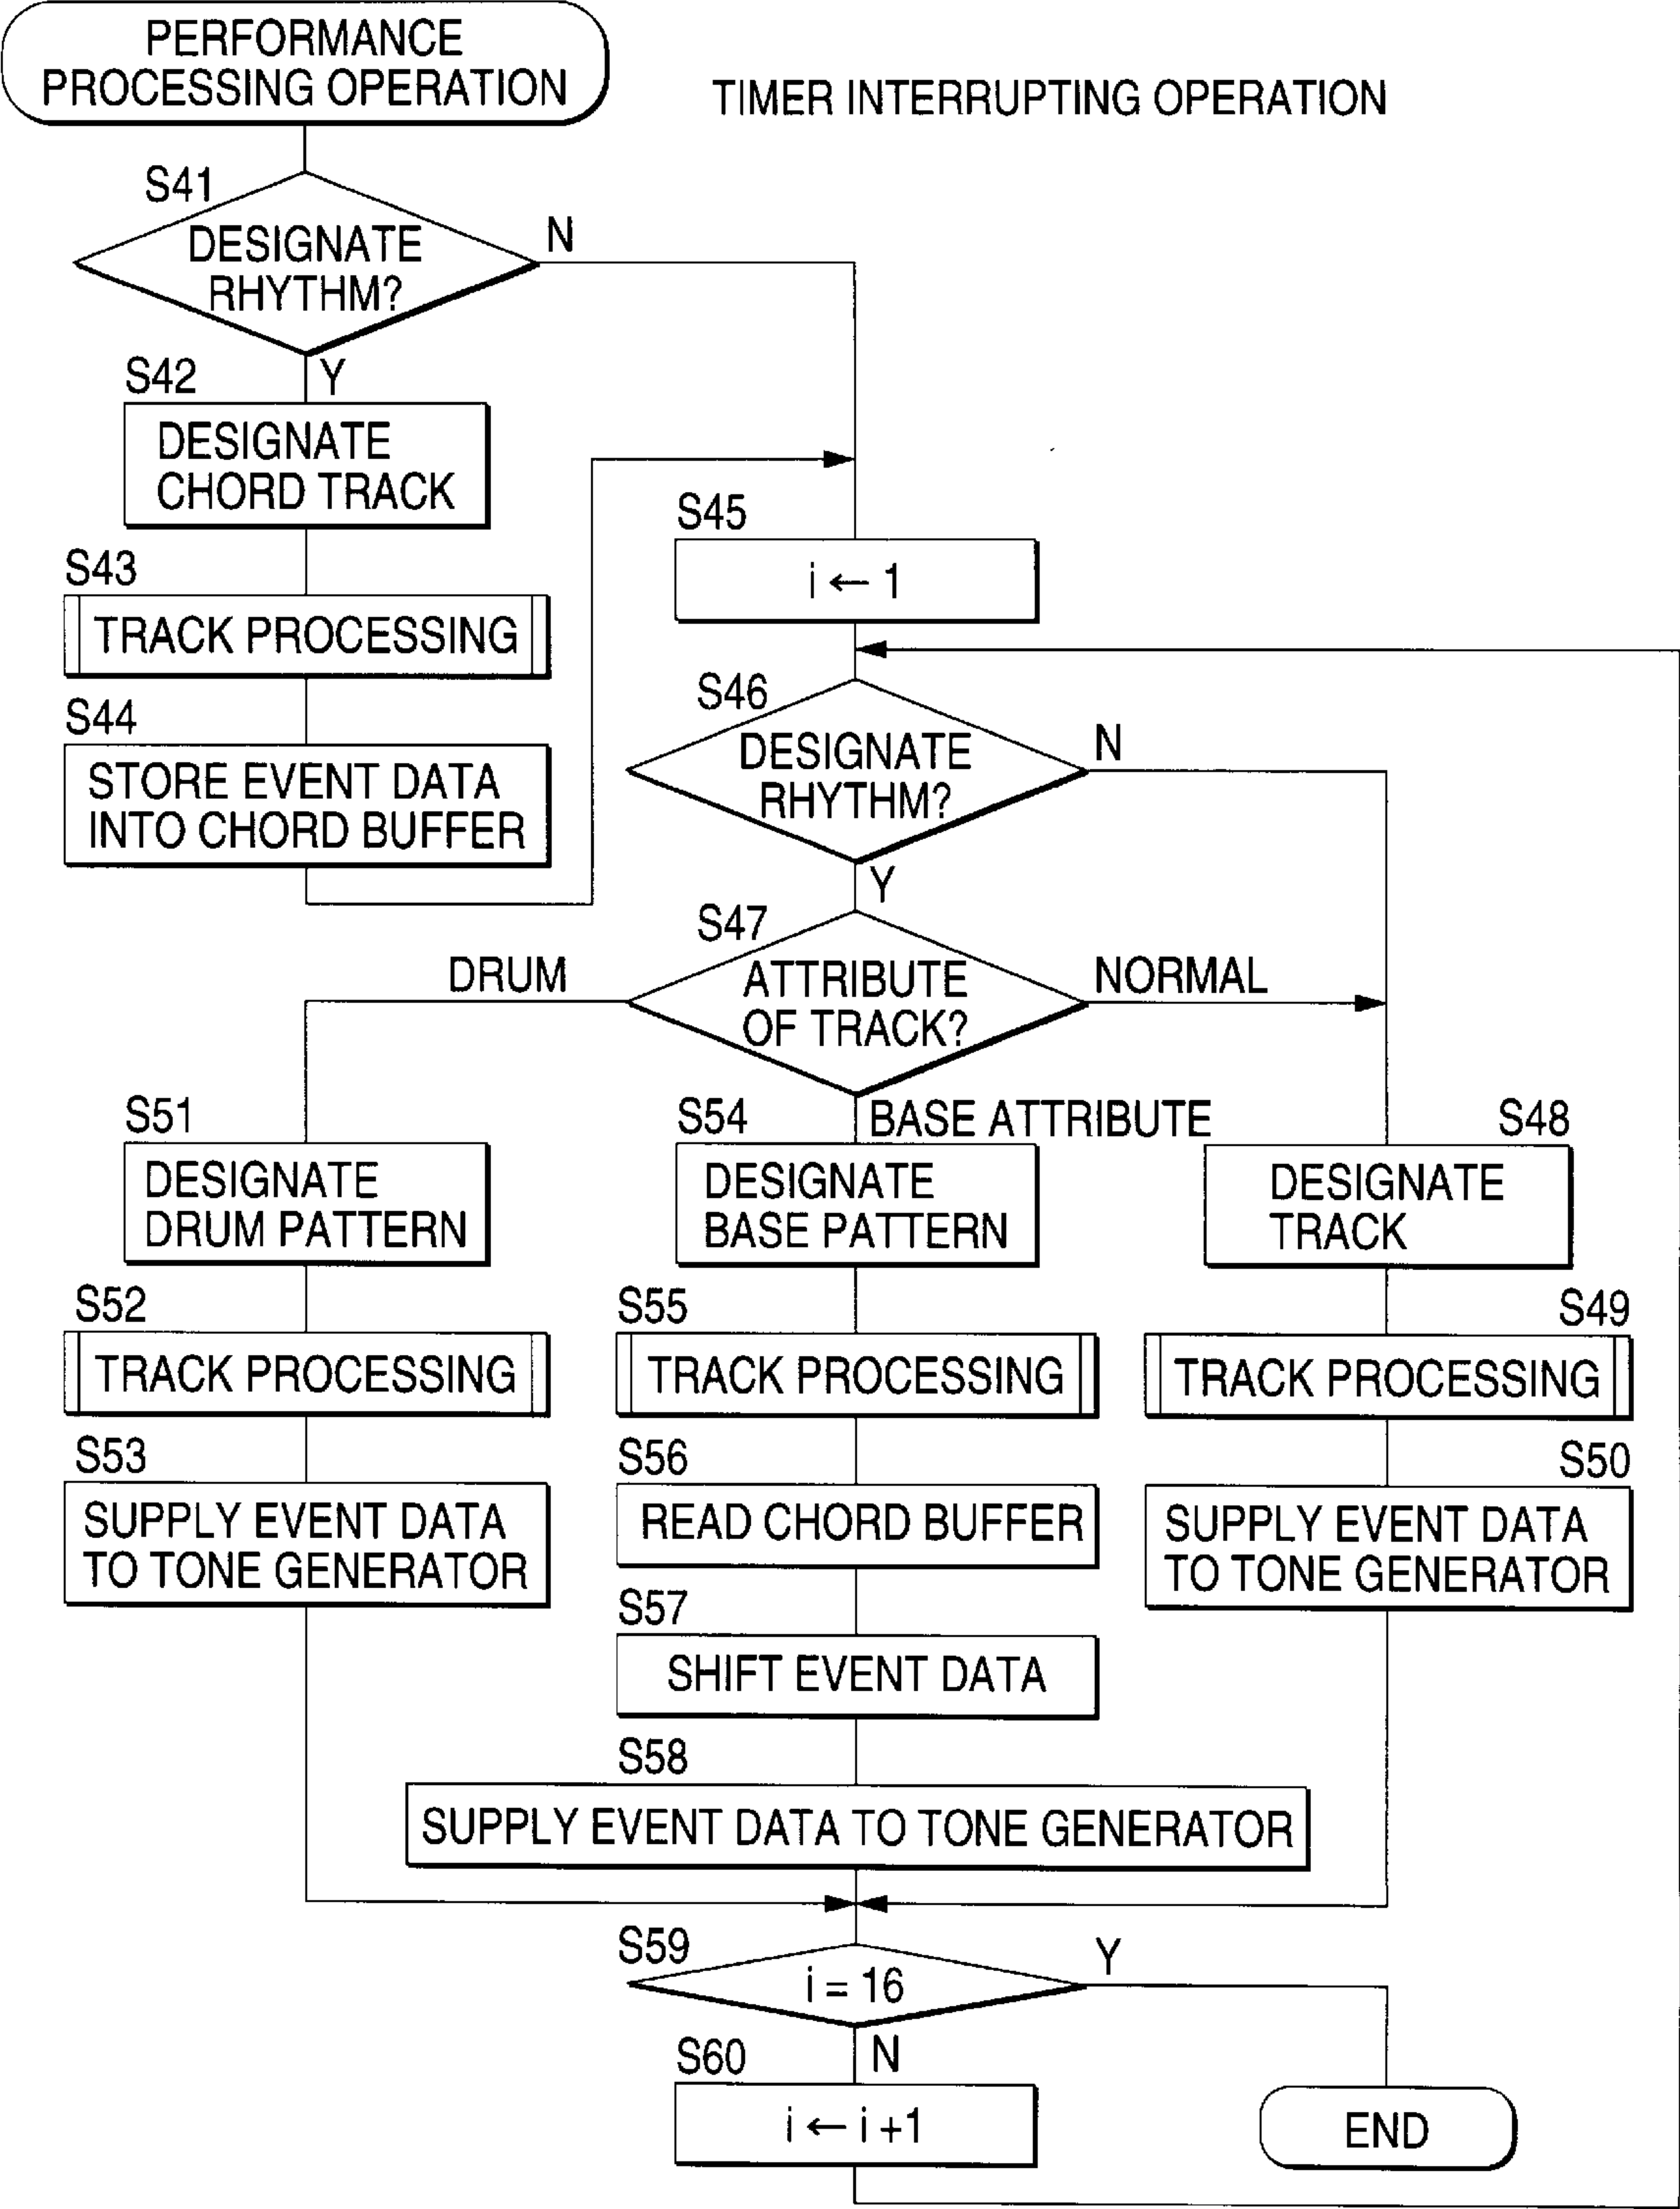 PERFORMANCE
PROCESSING OPERATION
TIMER INTERRUPTING OPERATION
S41
DESIGNATE
RHYTHM?
N
Y
S42
DESIGNATE
CHORD TRACK
S43
TRACK PROCESSING
S44
STORE EVENT DATA
INTO CHORD BUFFER
S45
i ← 1
S46
DESIGNATE
RHYTHM?
N
Y
S47
ATTRIBUTE
OF TRACK?
DRUM
NORMAL
BASE ATTRIBUTE
S51
DESIGNATE
DRUM PATTERN
S52
TRACK PROCESSING
S53
SUPPLY EVENT DATA
TO TONE GENERATOR
S54
DESIGNATE
BASE PATTERN
S55
TRACK PROCESSING
S56
READ CHORD BUFFER
S57
SHIFT EVENT DATA
S58
SUPPLY EVENT DATA TO TONE GENERATOR
S48
DESIGNATE
TRACK
S49
TRACK PROCESSING
S50
SUPPLY EVENT DATA
TO TONE GENERATOR
S59
i = 16
Y
N
S60
i ← i +1
END